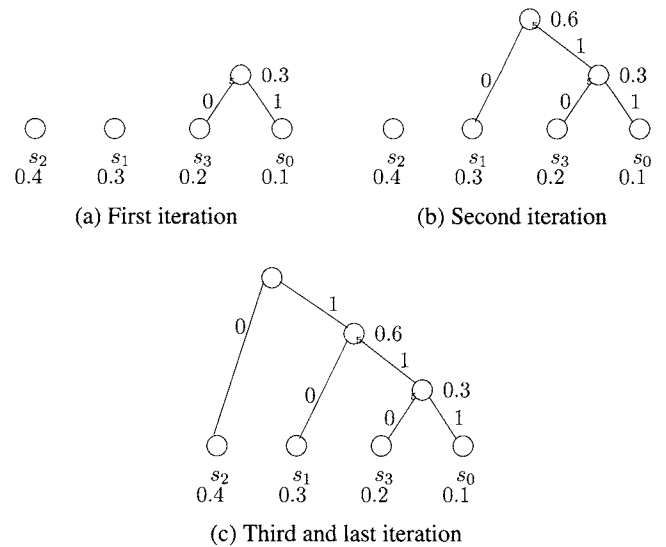 0.6
1
0.3
0
0.3
0
1
0
1
s₂ s₁ s₃ s₀
0.4 0.3 0.2 0.1
s₂ s₁ s₃ s₀
0.4 0.3 0.2 0.1
(a) First iteration
(b) Second iteration
1
0
0.6
1
0
0.3
0
1
s₂ s₁ s₃ s₀
0.4 0.3 0.2 0.1
(c) Third and last iteration